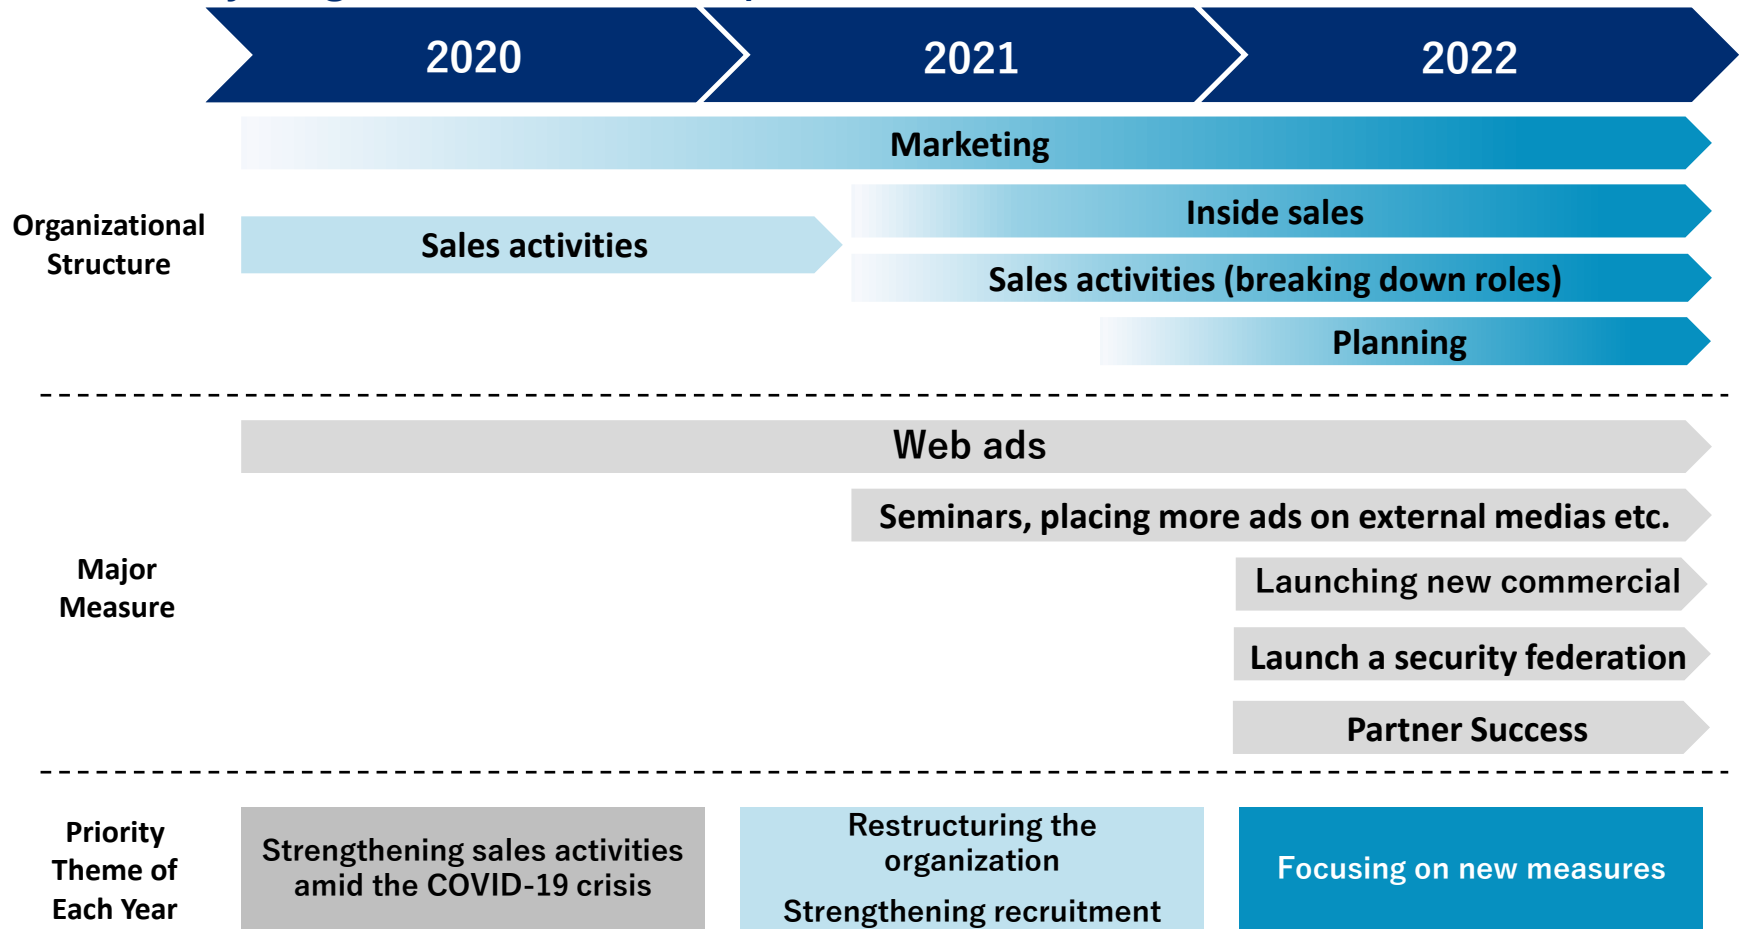 2020
2021
2022
Marketing
Inside sales
Organizational
Structure
Sales activities
Sales activities (breaking down roles)
Planning
Web ads
Seminars, placing more ads on external medias etc.
Major
Measure
Launching new commercial
Launch a security federation
Partner Success
Priority
Theme of
Each Year
Strengthening sales activities
amid the COVID-19 crisis
Restructuring the
organization
Strengthening recruitment
Focusing on new measures